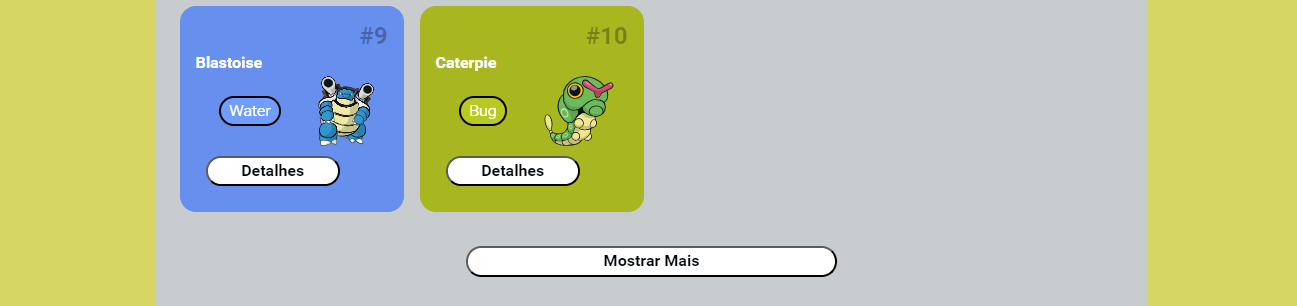 #9
Blastoise
Water
Detalhes
#10
Caterpie
Bug
Detalhes
Mostrar Mais